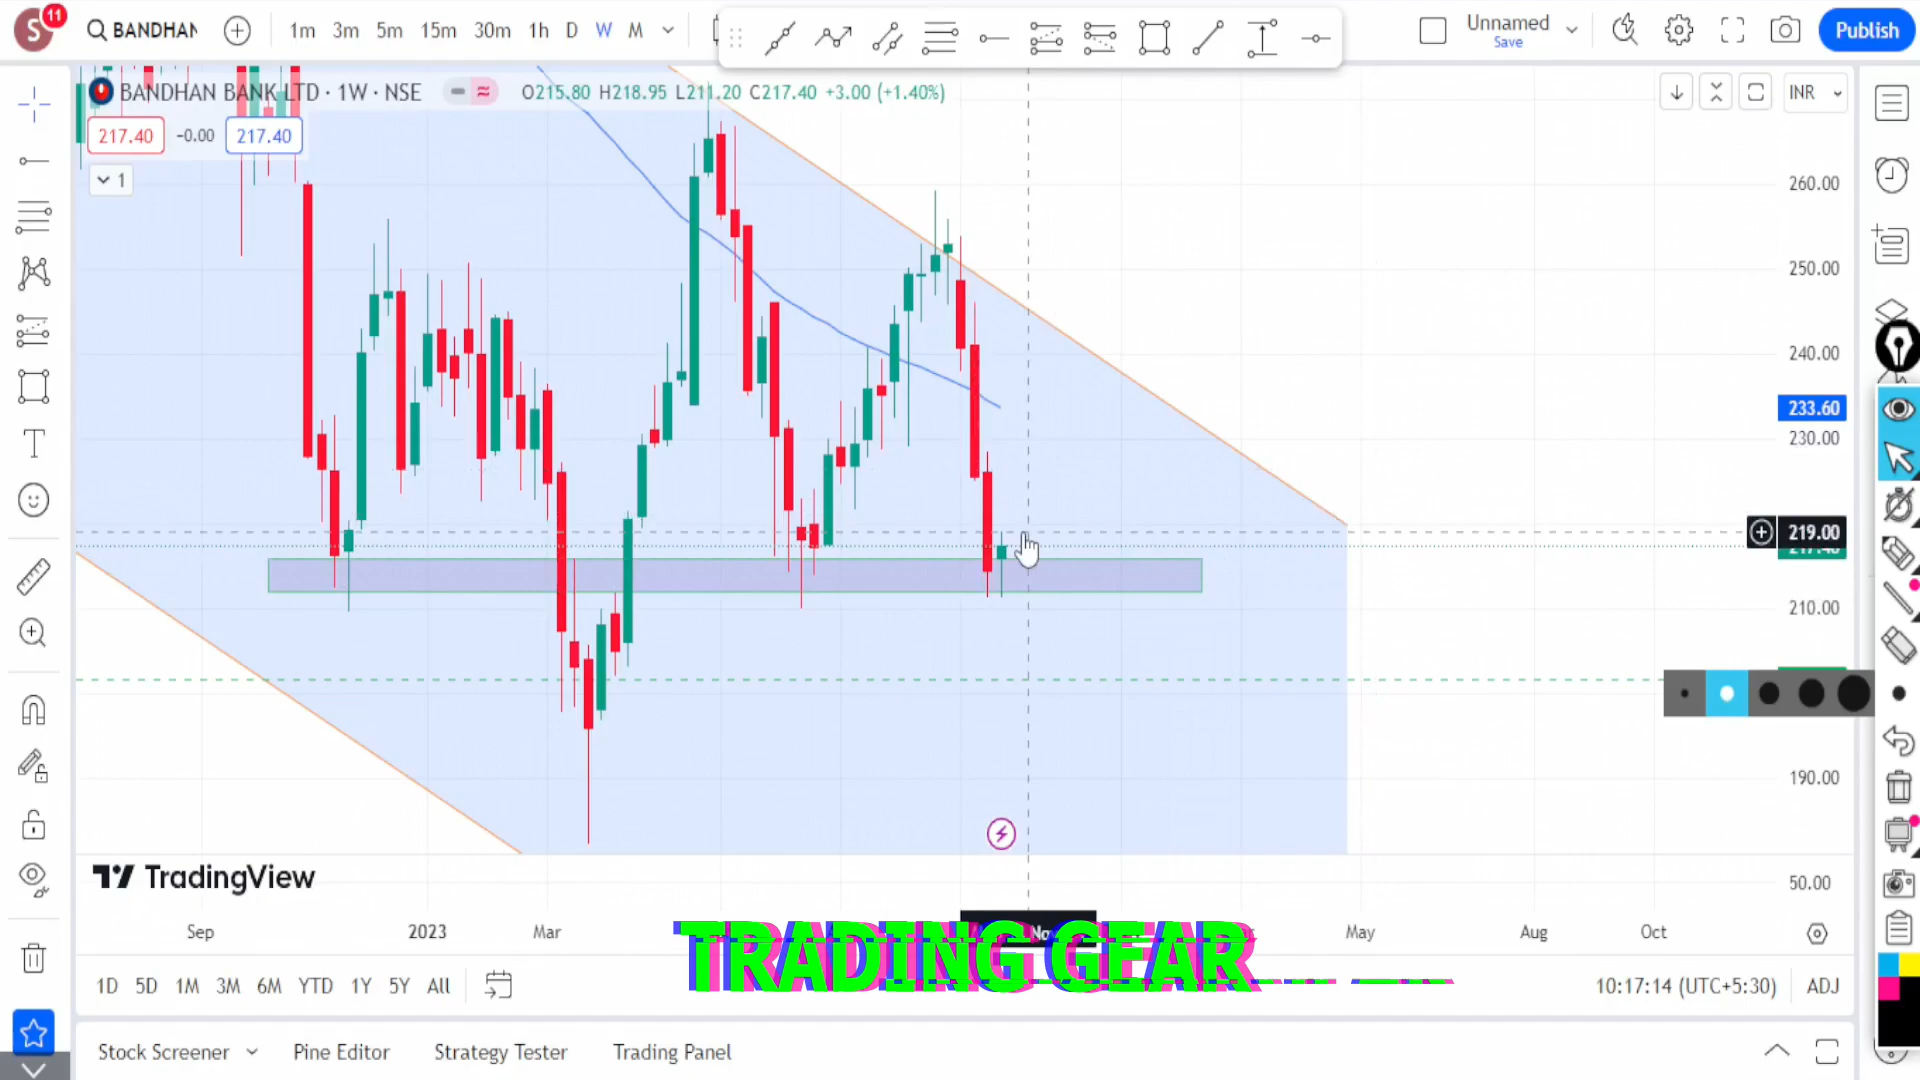 S 11 BANDHAN 1m 3m 5m 15m 30m 1h D W M Unnamed Save Publish
BANDHAN BANK LTD · 1W · NSE O215.80 H218.95 L211.20 C217.40 +3.00 (+1.40%) INR
217.40 −0.00 217.40
1
260.00
250.00
240.00
233.60
230.00
219.00
217.40
210.00
190.00
TradingView
50.00
Sep 2023 Mar Nov May Aug Oct
TRADING GEAR
1D 5D 1M 3M 6M YTD 1Y 5Y All 10:17:14 (UTC+5:30) ADJ
Stock Screener Pine Editor Strategy Tester Trading Panel